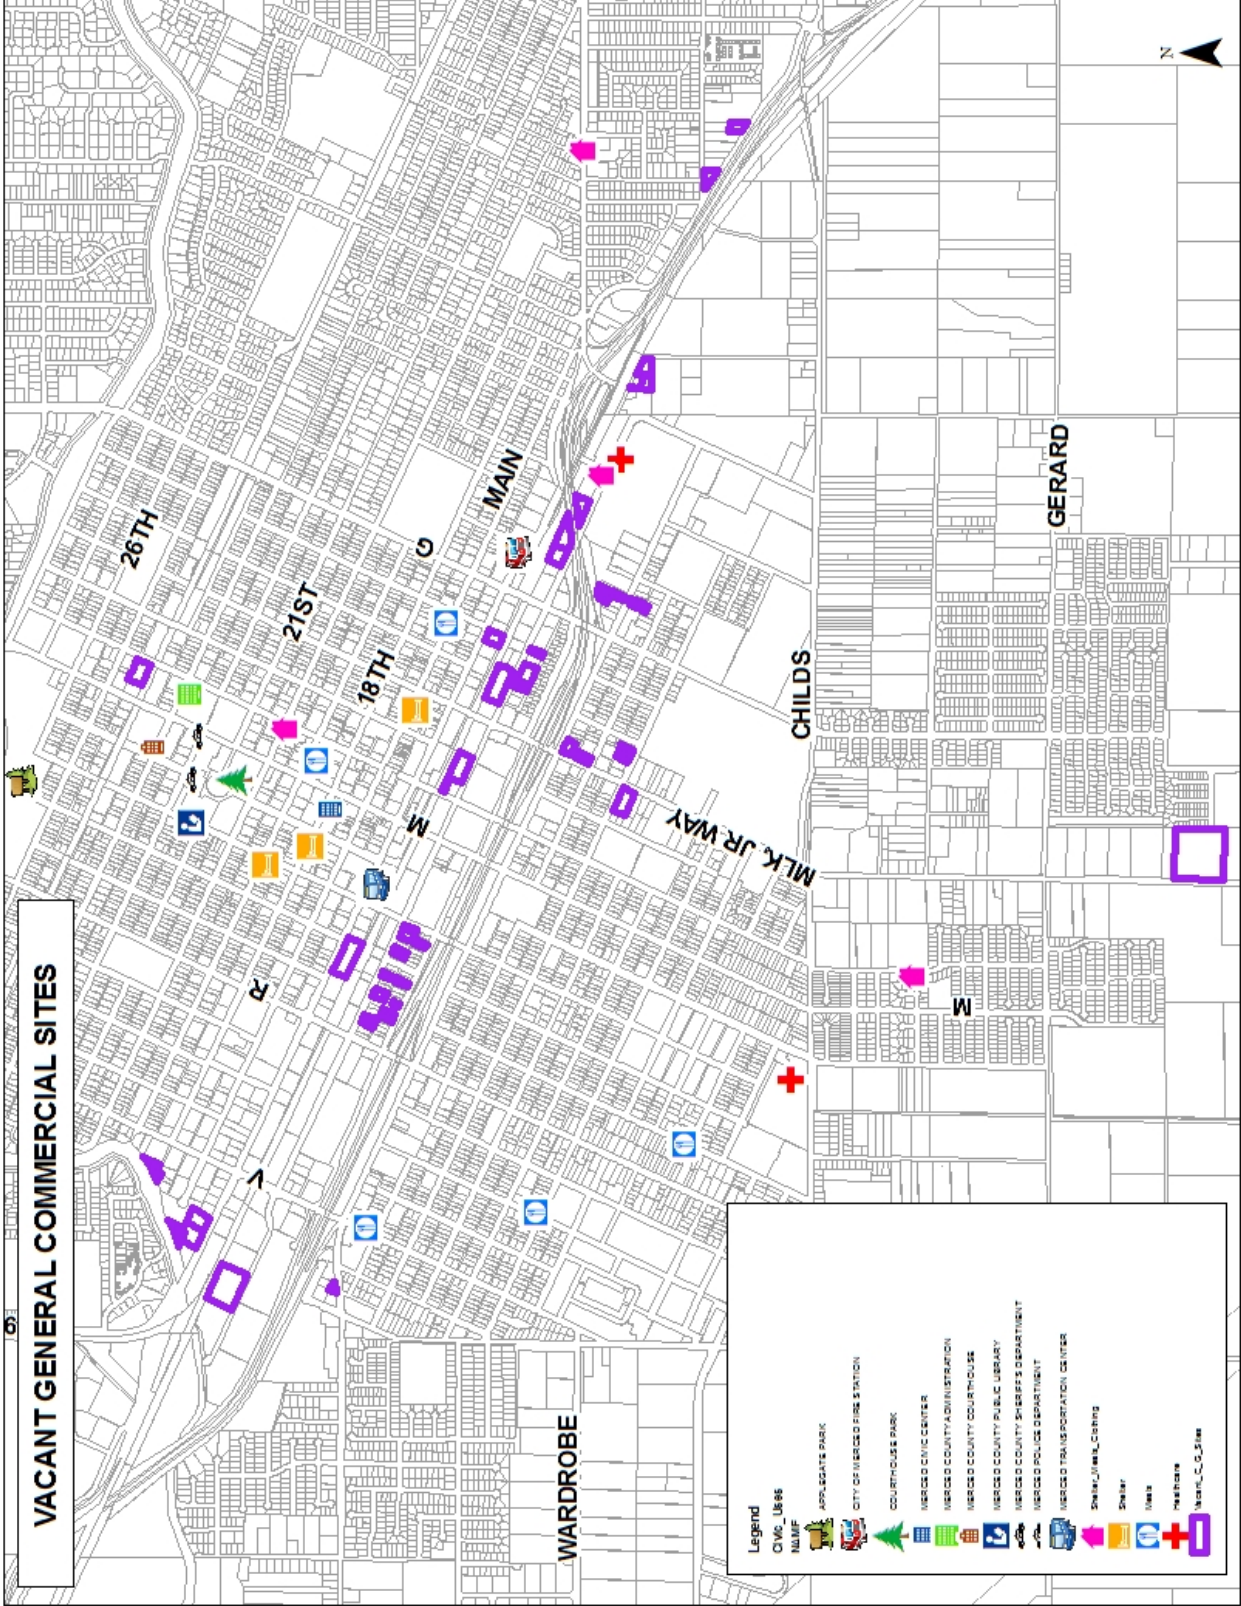 VACANT GENERAL COMMERCIAL SITES
N
26TH
21ST
18TH
G
MAIN
M
R
V
CHILDS
GERARD
MLK, JR WAY
M
WARDROBE
Legend
Civic_Uses
NAME
APPLEGATE PARK
CITY OF MERCED FIRE STATION
COURTHOUSE PARK
MERCED CIVIC CENTER
MERCED COUNTY ADMINISTRATION
MERCED COUNTY COURTHOUSE
MERCED COUNTY PUBLIC LIBRARY
MERCED COUNTY SHERIFF'S DEPARTMENT
MERCED POLICE DEPARTMENT
MERCED TRANSPORTATION CENTER
Shelter_Meals_Clothing
Shelter
Meals
Healthcare
Vacant_C_G_Sites